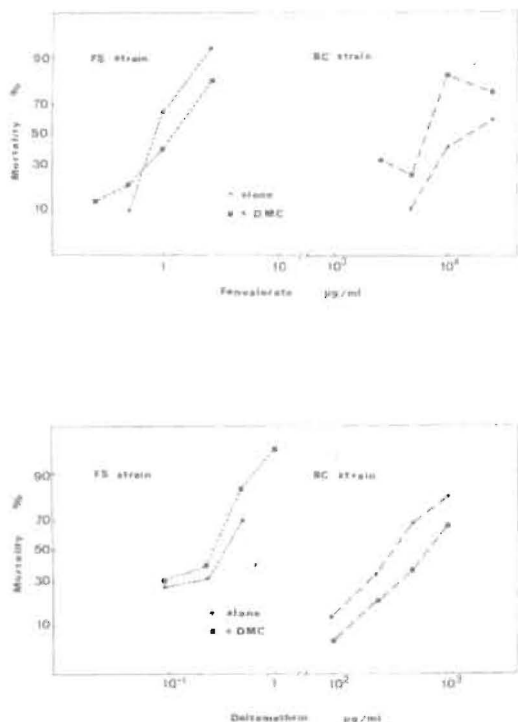 90
70
50
30
10
Mortality %
FS strain
BC strain
alone
+ DMC
1
10
10³
10⁴
Fenvalerate µg/ml
90
70
50
30
10
Mortality %
FS strain
BC strain
alone
+ DMC
10⁻¹
1
10²
10³
Deltamethrin µg/ml